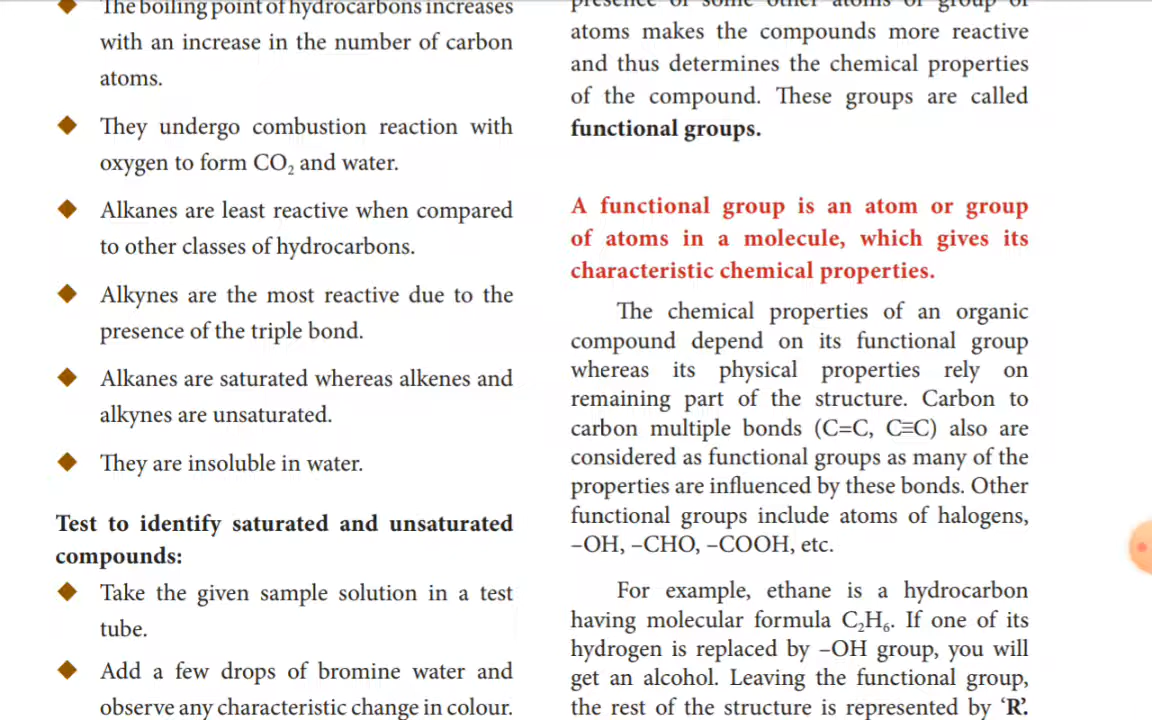 The boiling point of hydrocarbons increases
with an increase in the number of carbon
atoms.
They undergo combustion reaction with
oxygen to form CO₂ and water.
Alkanes are least reactive when compared
to other classes of hydrocarbons.
Alkynes are the most reactive due to the
presence of the triple bond.
Alkanes are saturated whereas alkenes and
alkynes are unsaturated.
They are insoluble in water.
Test to identify saturated and unsaturated
compounds:
Take the given sample solution in a test
tube.
Add a few drops of bromine water and
observe any characteristic change in colour.
presence of some other atoms or group of
atoms makes the compounds more reactive
and thus determines the chemical properties
of the compound. These groups are called
functional groups.
A functional group is an atom or group
of atoms in a molecule, which gives its
characteristic chemical properties.
The chemical properties of an organic
compound depend on its functional group
whereas its physical properties rely on
remaining part of the structure. Carbon to
carbon multiple bonds (C=C, C≡C) also are
considered as functional groups as many of the
properties are influenced by these bonds. Other
functional groups include atoms of halogens,
–OH, –CHO, –COOH, etc.
For example, ethane is a hydrocarbon
having molecular formula C₂H₆. If one of its
hydrogen is replaced by –OH group, you will
get an alcohol. Leaving the functional group,
the rest of the structure is represented by ‘R’.